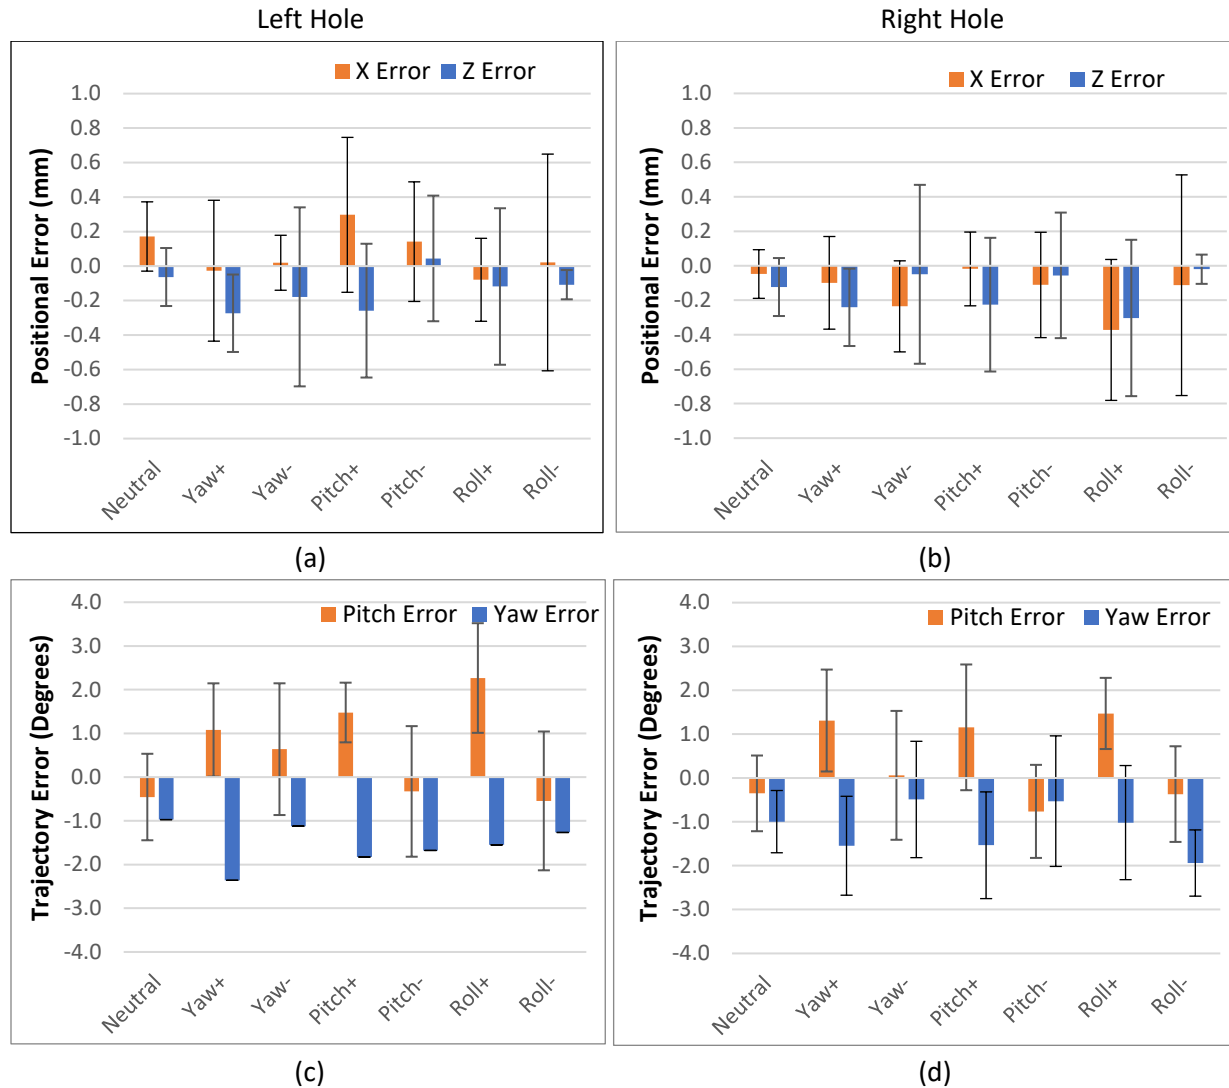 Left Hole
Right Hole
X Error Z Error
Positional Error (mm)
1.0
0.8
0.6
0.4
0.2
0.0
-0.2
-0.4
-0.6
-0.8
-1.0
Neutral Yaw+ Yaw- Pitch+ Pitch- Roll+ Roll-
(a)
X Error Z Error
Positional Error (mm)
1.0
0.8
0.6
0.4
0.2
0.0
-0.2
-0.4
-0.6
-0.8
-1.0
Neutral Yaw+ Yaw- Pitch+ Pitch- Roll+ Roll-
(b)
Pitch Error Yaw Error
Trajectory Error (Degrees)
4.0
3.0
2.0
1.0
0.0
-1.0
-2.0
-3.0
-4.0
Neutral Yaw+ Yaw- Pitch+ Pitch- Roll+ Roll-
(c)
Pitch Error Yaw Error
Trajectory Error (Degrees)
4.0
3.0
2.0
1.0
0.0
-1.0
-2.0
-3.0
-4.0
Neutral Yaw+ Yaw- Pitch+ Pitch- Roll+ Roll-
(d)